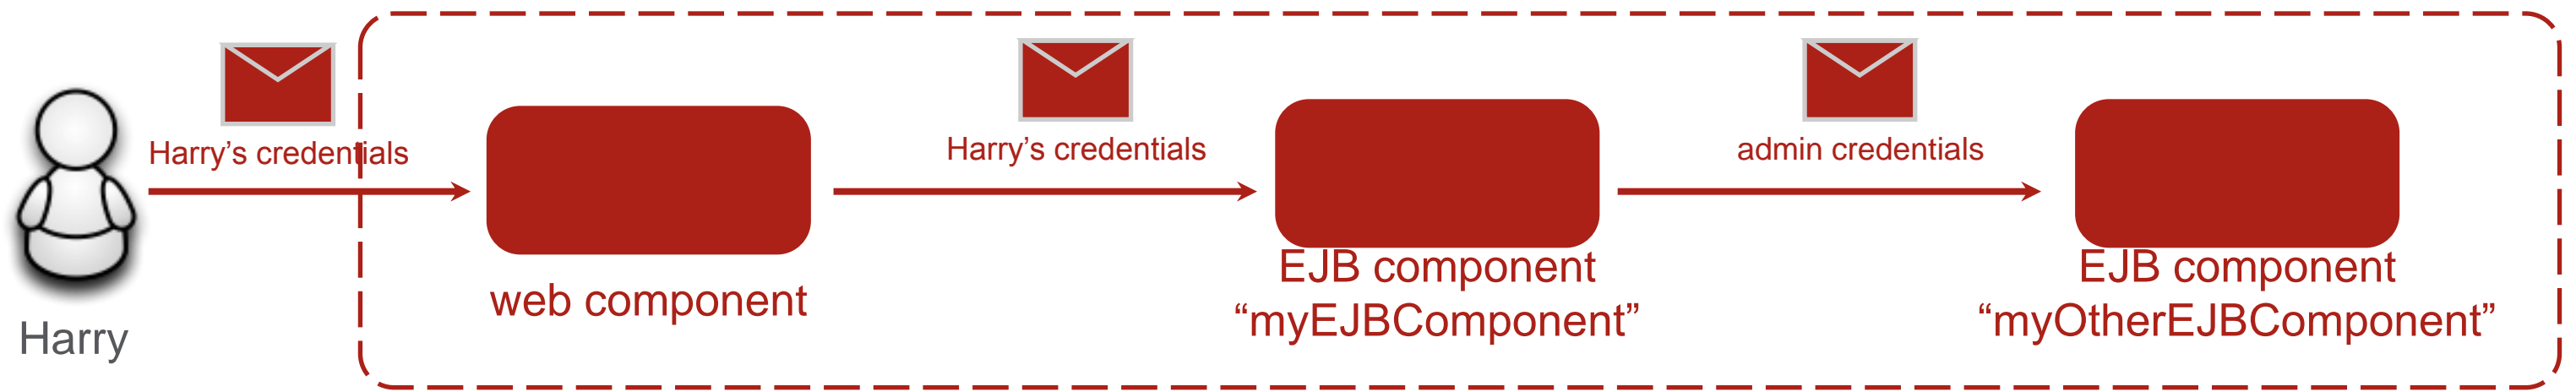 Harry’s credentials
Harry’s credentials
admin credentials
Harry
web component
EJB component
“myEJBComponent”
EJB component
“myOtherEJBComponent”